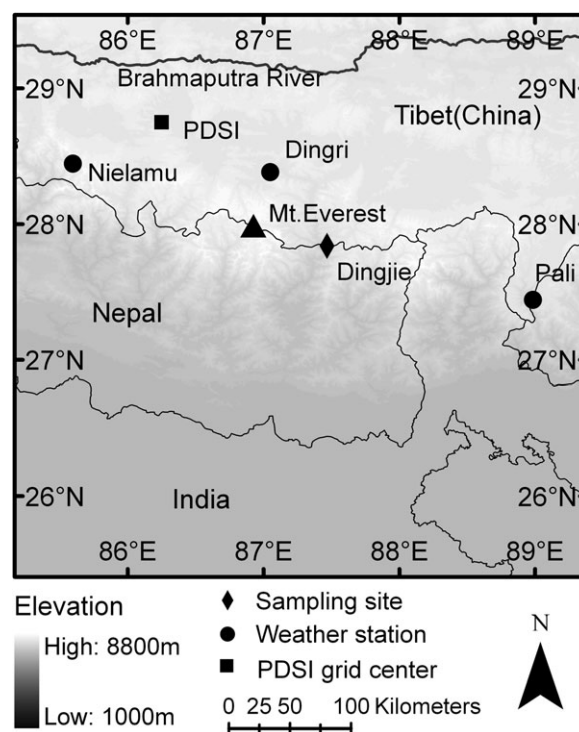 86°E 87°E 88°E 89°E
29°N 29°N
Brahmaputra River
Tibet(China)
PDSI
Dingri
Nielamu
28°N 28°N
Mt.Everest
Dingjie
Pali
Nepal
27°N 27°N
26°N 26°N
India
86°E 87°E 88°E 89°E
Elevation
High: 8800m
Low: 1000m
Sampling site
Weather station
PDSI grid center
0 25 50 100 Kilometers
N